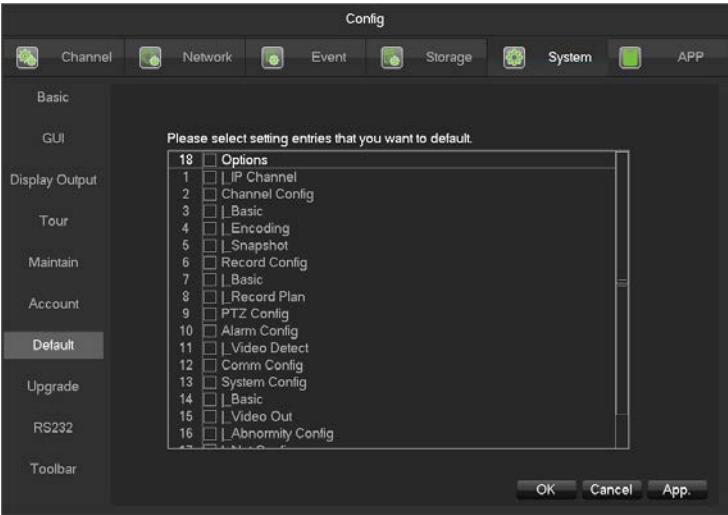 Config
Channel Network Event Storage System APP
Basic
GUI
Display Output
Tour
Maintain
Account
Default
Upgrade
RS232
Toolbar
Please select setting entries that you want to default.
18 Options
1 |_IP Channel
2 Channel Config
3 |_Basic
4 |_Encoding
5 |_Snapshot
6 Record Config
7 |_Basic
8 |_Record Plan
9 PTZ Config
10 Alarm Config
11 |_Video Detect
12 Comm Config
13 System Config
14 |_Basic
15 |_Video Out
16 |_Abnormity Config
OK Cancel App.